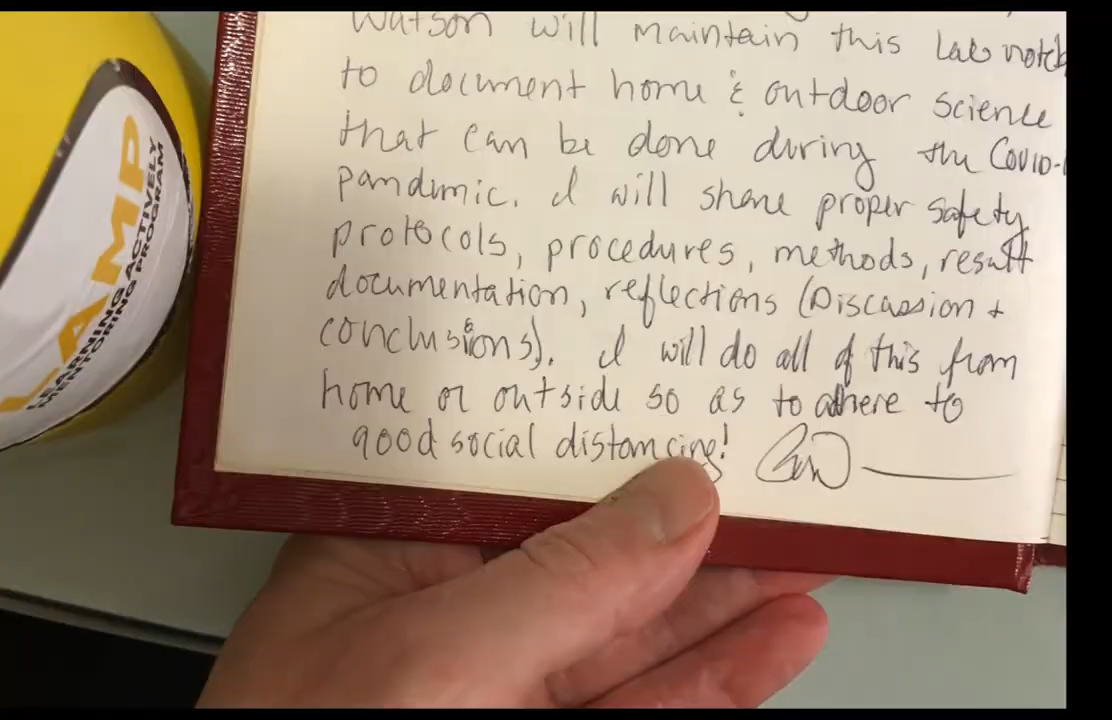 Watson will maintain this lab noteb
to document home & outdoor science
that can be done during the Covid-
pandemic. I will share proper safety
protocols, procedures, methods, result
documentation, reflections (Discussion +
conclusions). I will do all of this from
home or outside so as to adhere to
good social distancing!
LAMP
LEARNING ACTIVELY
MENTORING PROGRAM